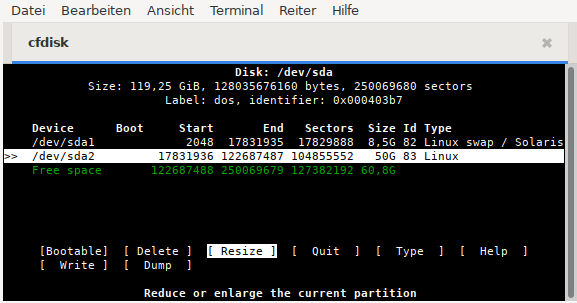 Datei Bearbeiten Ansicht Terminal Reiter Hilfe
cfdisk
Disk: /dev/sda
Size: 119,25 GiB, 128035676160 bytes, 250069680 sectors
Label: dos, identifier: 0x000403b7
Device Boot Start End Sectors Size Id Type
/dev/sda1 2048 17831935 17829888 8,5G 82 Linux swap / Solaris
>> /dev/sda2 17831936 122687487 104855552 50G 83 Linux
Free space 122687488 250069679 127382192 60,8G
[Bootable] [ Delete ] [ Resize ] [ Quit ] [ Type ] [ Help ]
[ Write ] [ Dump ]
Reduce or enlarge the current partition